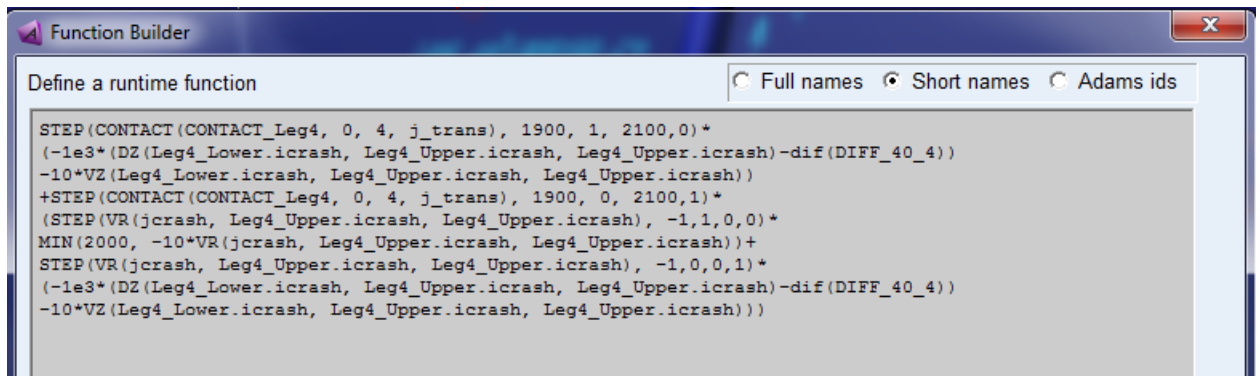 Function Builder
Define a runtime function
Full names Short names Adams ids
STEP(CONTACT(CONTACT_Leg4, 0, 4, j_trans), 1900, 1, 2100,0)*
(-1e3*(DZ(Leg4_Lower.icrash, Leg4_Upper.icrash, Leg4_Upper.icrash)-dif(DIFF_40_4))
-10*VZ(Leg4_Lower.icrash, Leg4_Upper.icrash, Leg4_Upper.icrash))
+STEP(CONTACT(CONTACT_Leg4, 0, 4, j_trans), 1900, 0, 2100,1)*
(STEP(VR(jcrash, Leg4_Upper.icrash, Leg4_Upper.icrash), -1,1,0,0)*
MIN(2000, -10*VR(jcrash, Leg4_Upper.icrash, Leg4_Upper.icrash))+
STEP(VR(jcrash, Leg4_Upper.icrash, Leg4_Upper.icrash), -1,0,0,1)*
(-1e3*(DZ(Leg4_Lower.icrash, Leg4_Upper.icrash, Leg4_Upper.icrash)-dif(DIFF_40_4))
-10*VZ(Leg4_Lower.icrash, Leg4_Upper.icrash, Leg4_Upper.icrash)))